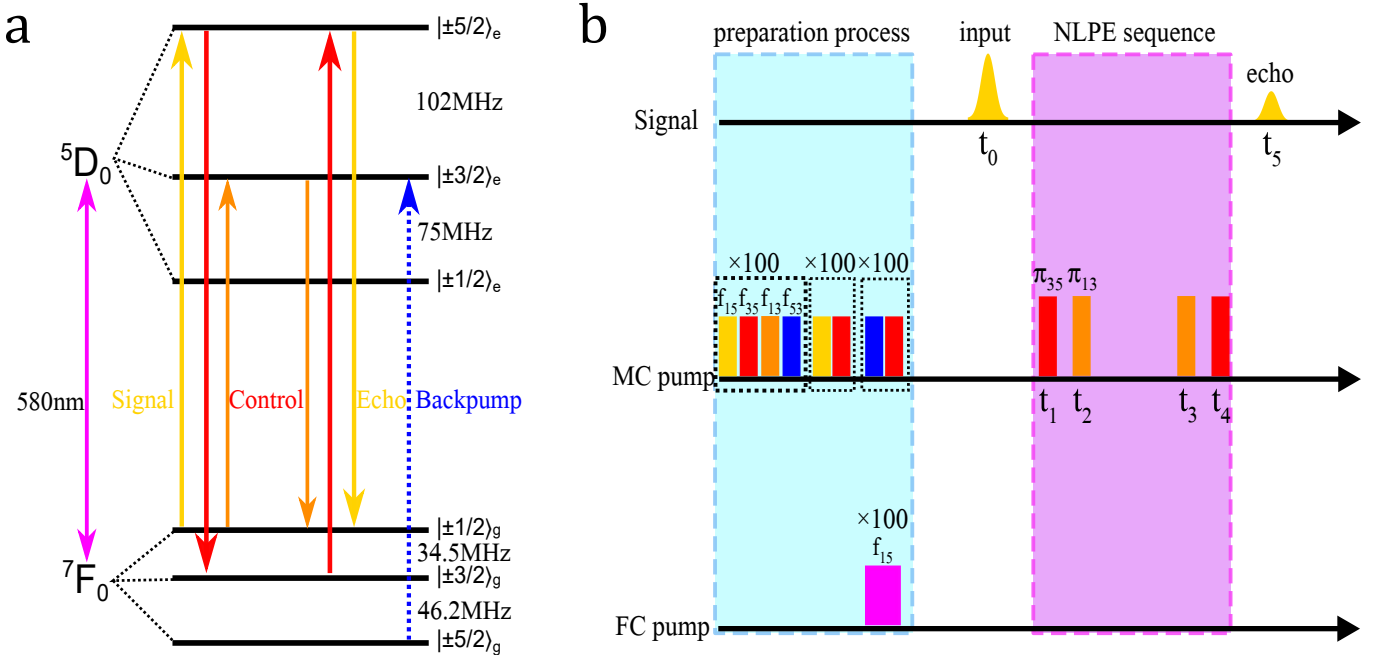 a
|±5/2⟩e
102MHz
⁵D₀
|±3/2⟩e
75MHz
|±1/2⟩e
580nm
Signal
Control
Echo
Backpump
|±1/2⟩g
34.5MHz
⁷F₀
|±3/2⟩g
46.2MHz
|±5/2⟩g
b
preparation process
input
NLPE sequence
echo
Signal
t₀
t₅
×100
×100
×100
f₁₅
f₃₅
f₁₃
f₅₃
π₃₅
π₁₃
MC pump
t₁
t₂
t₃
t₄
×100
f₁₅
FC pump